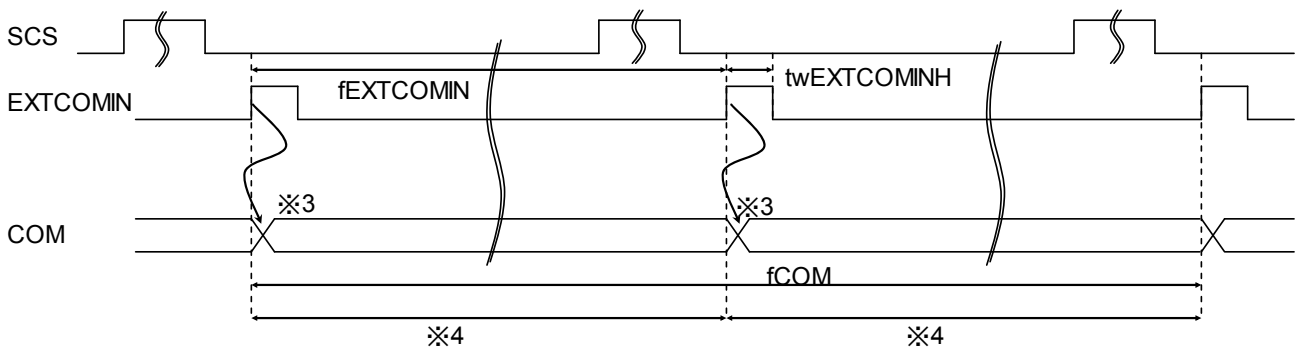 SCS
fEXTCOMIN
twEXTCOMINH
EXTCOMIN
※3
※3
COM
fCOM
※4
※4